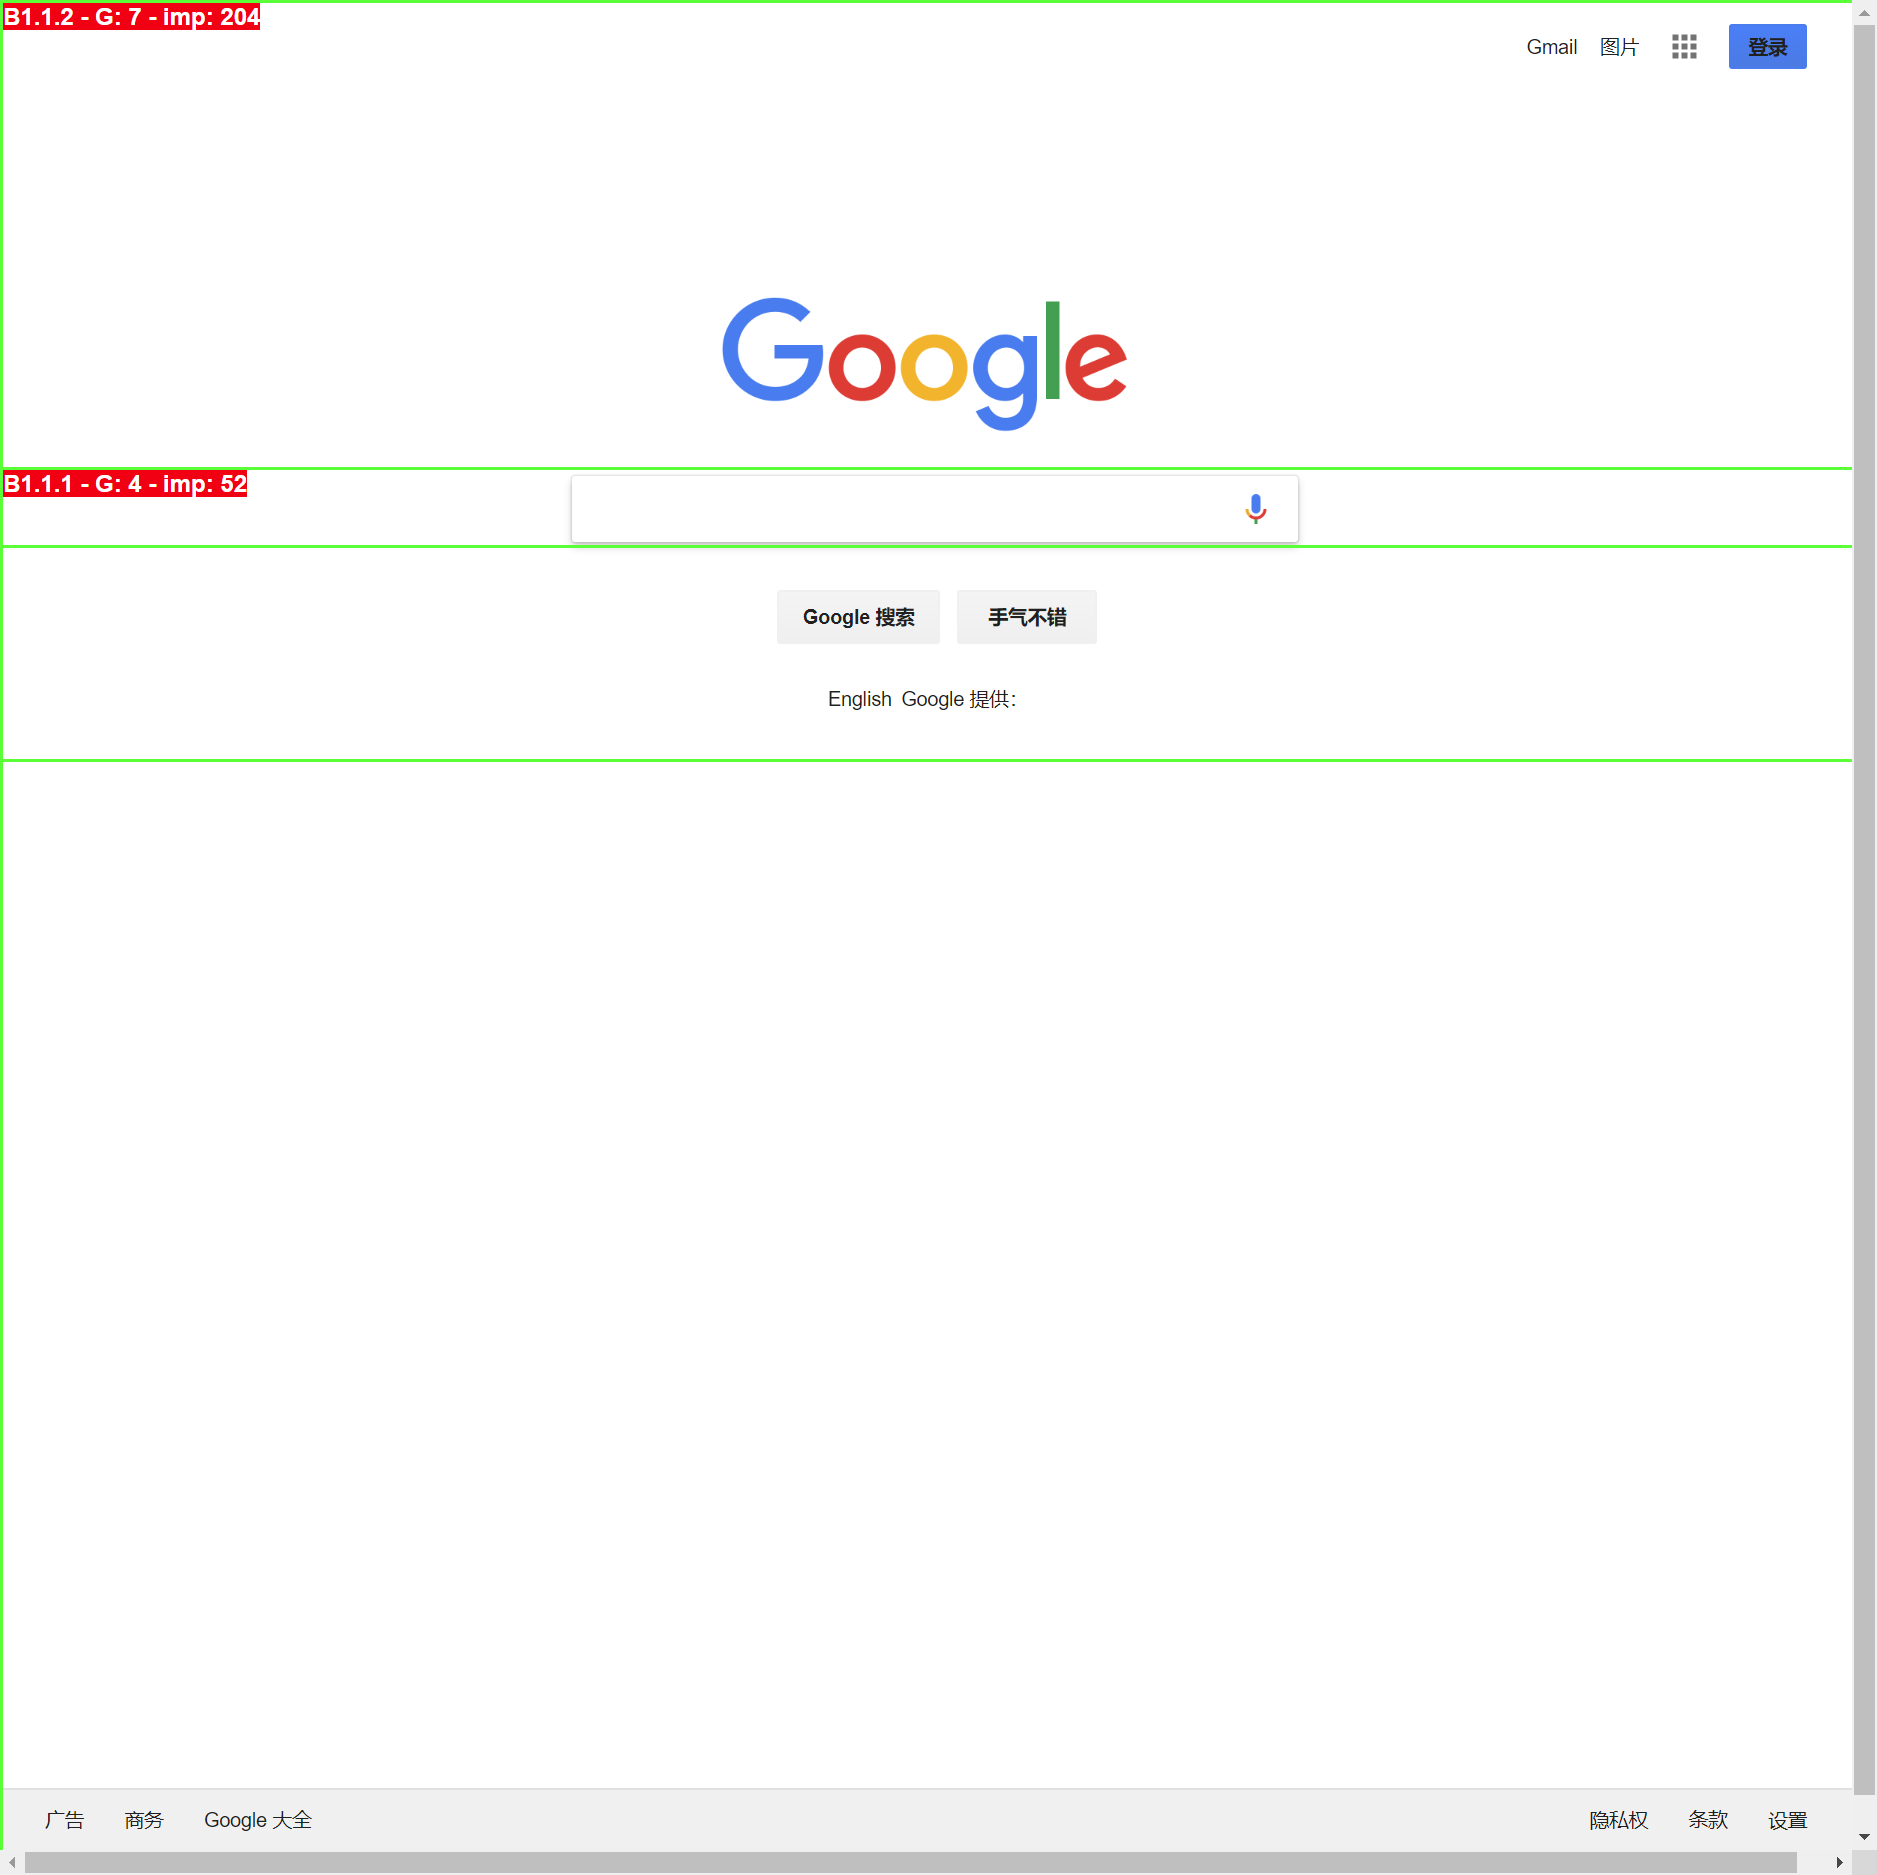 B1.1.2 - G: 7 - imp: 204
Gmail 图片 登录
Google
B1.1.1 - G: 4 - imp: 52
Google 搜索 手气不错
English Google 提供：
广告 商务 Google 大全 隐私权 条款 设置